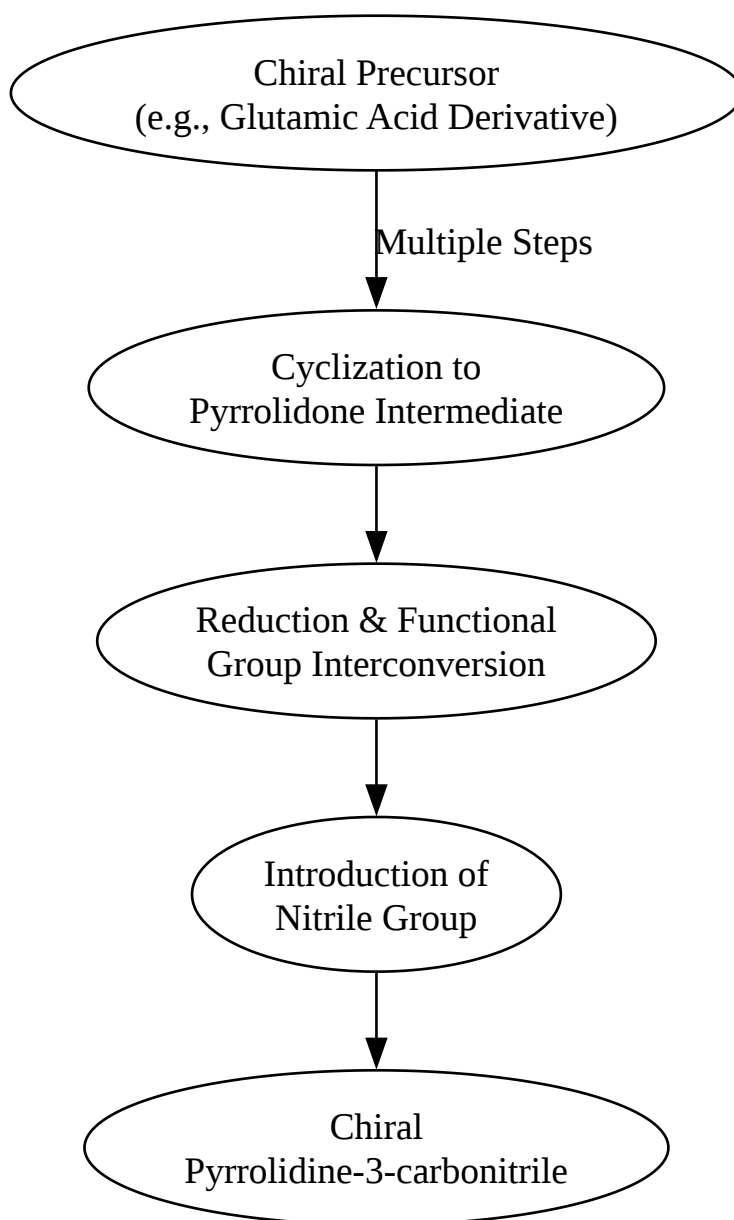 Chiral Precursor
(e.g., Glutamic Acid Derivative)
Multiple Steps
Cyclization to
Pyrrolidone Intermediate
Reduction & Functional
Group Interconversion
Introduction of
Nitrile Group
Chiral
Pyrrolidine-3-carbonitrile